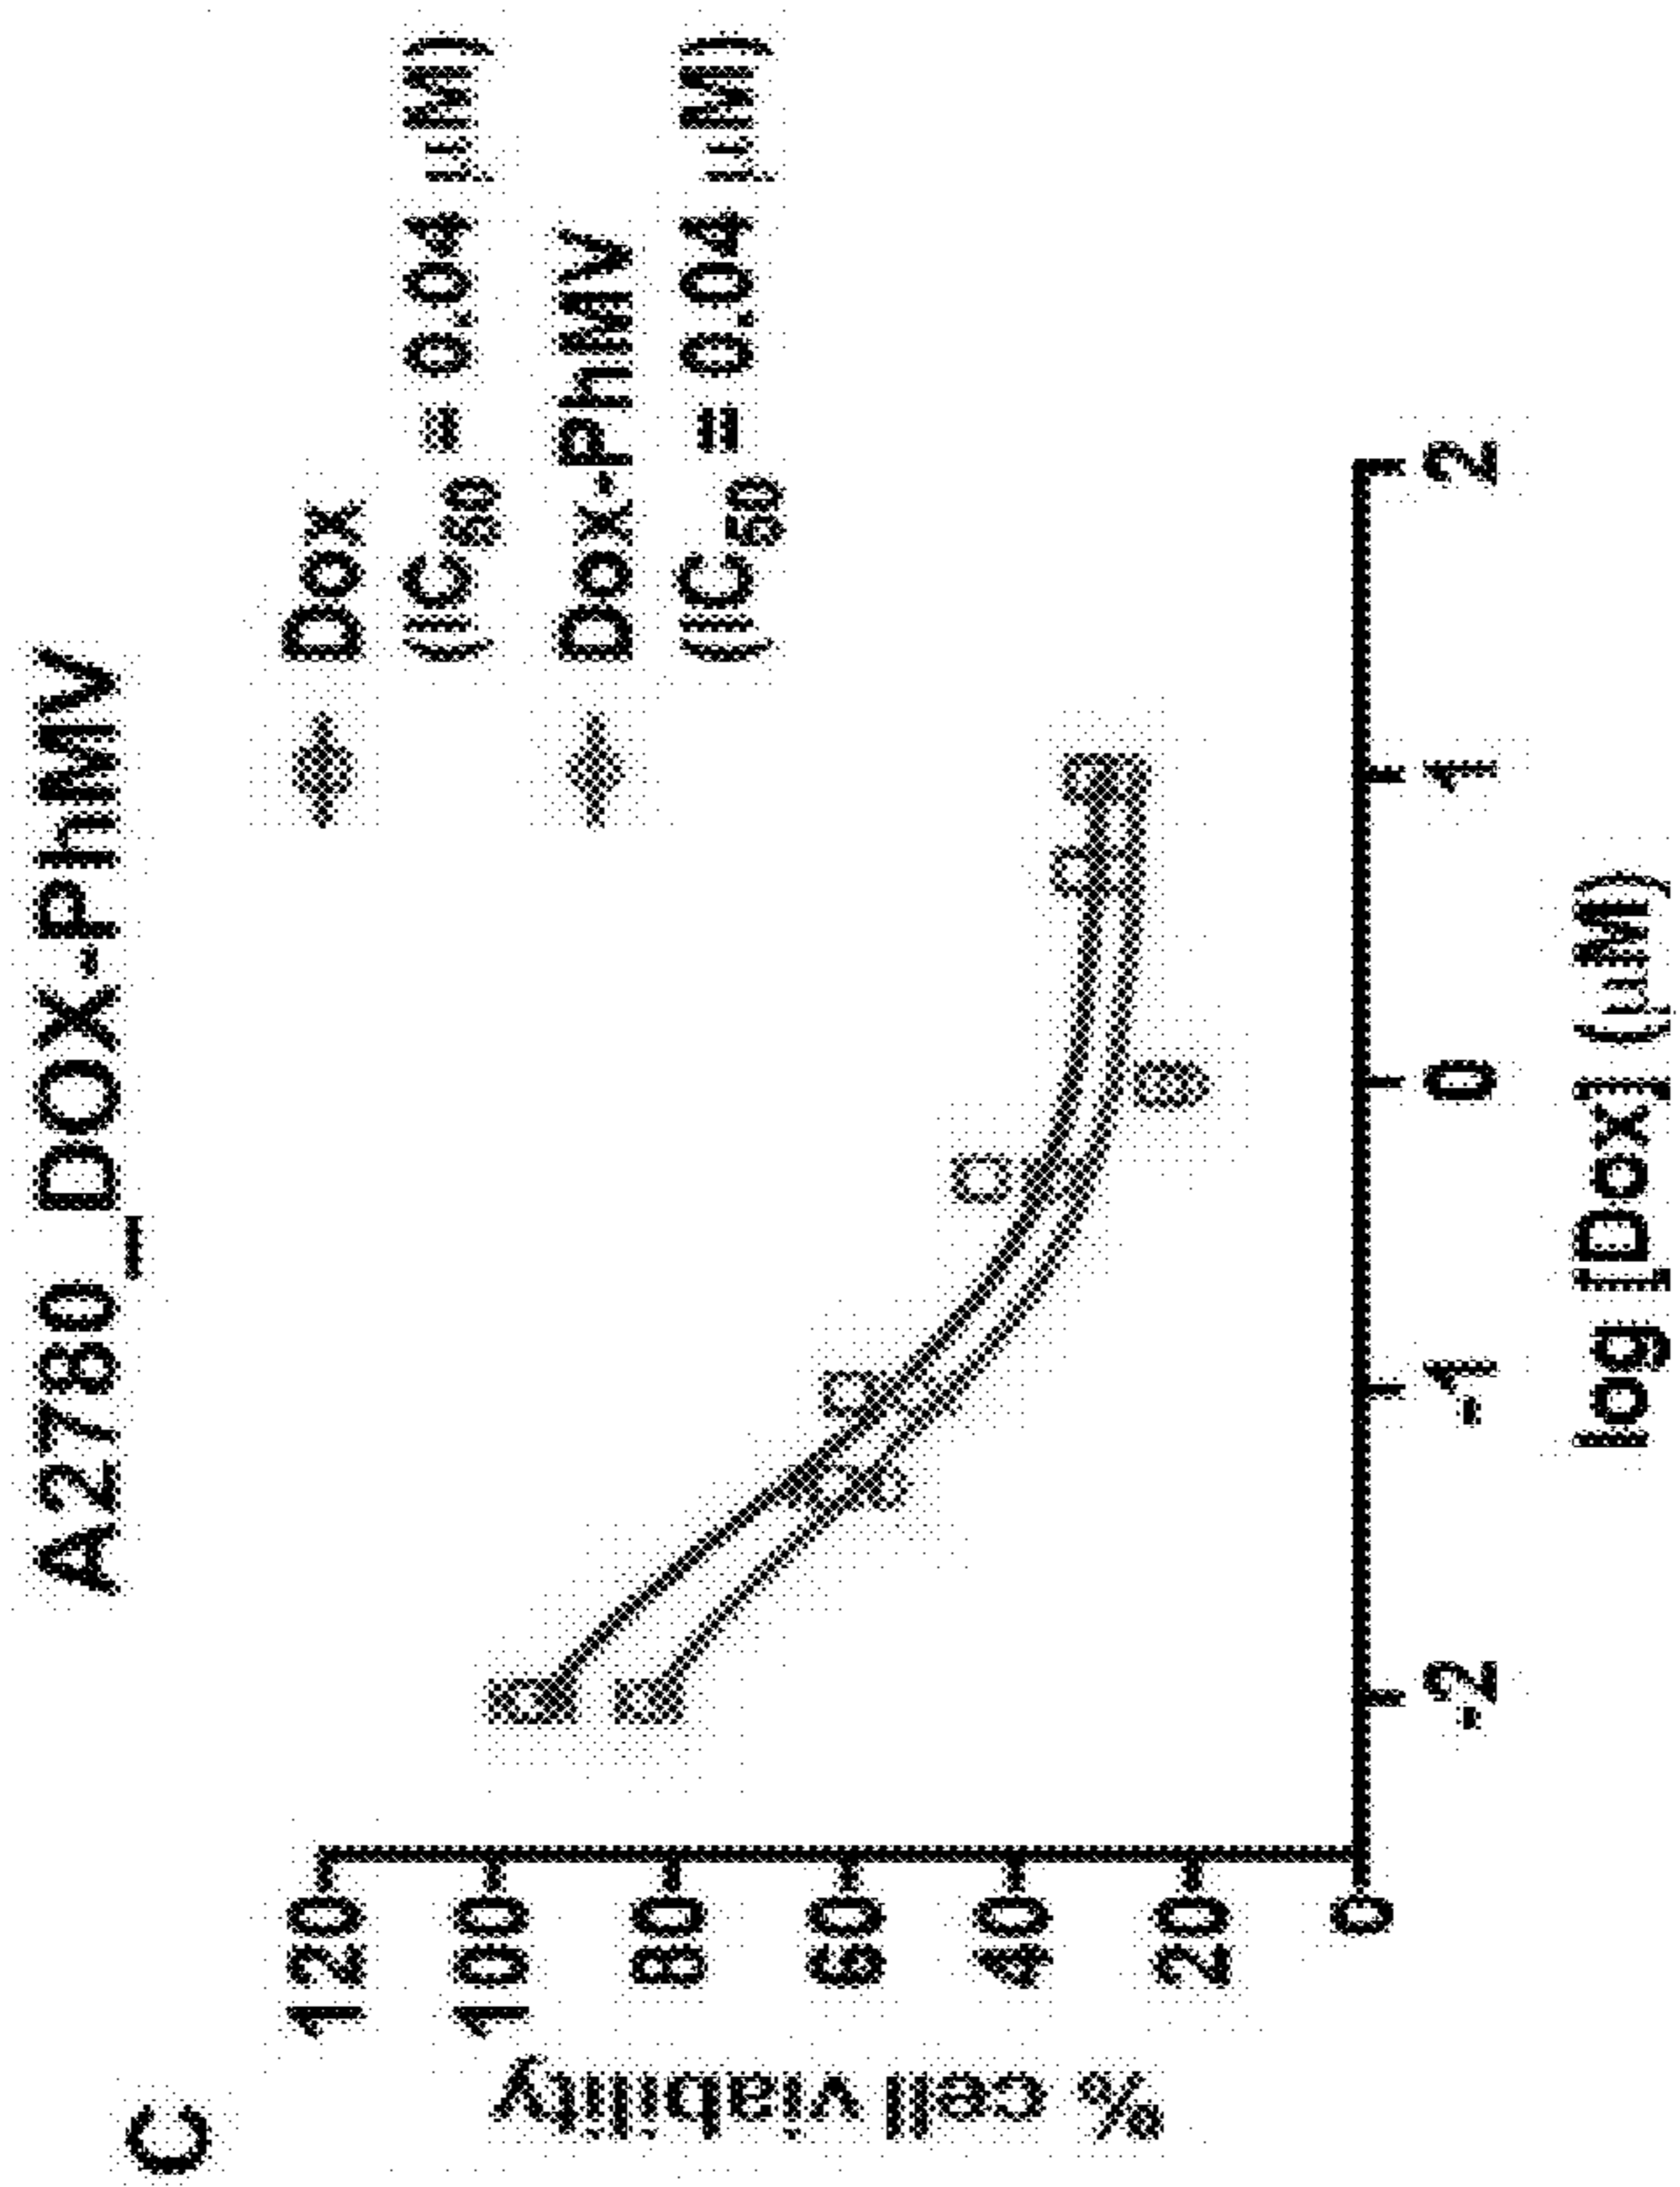 C
A2780_DOX-PhMV
Dox
(IC50 = 0.04 μM)
Dox-PhMV
(IC50 = 0.04 μM)
% cell viability
120
100
80
60
40
20
0
-2
-1
0
1
2
log [Dox] (μM)